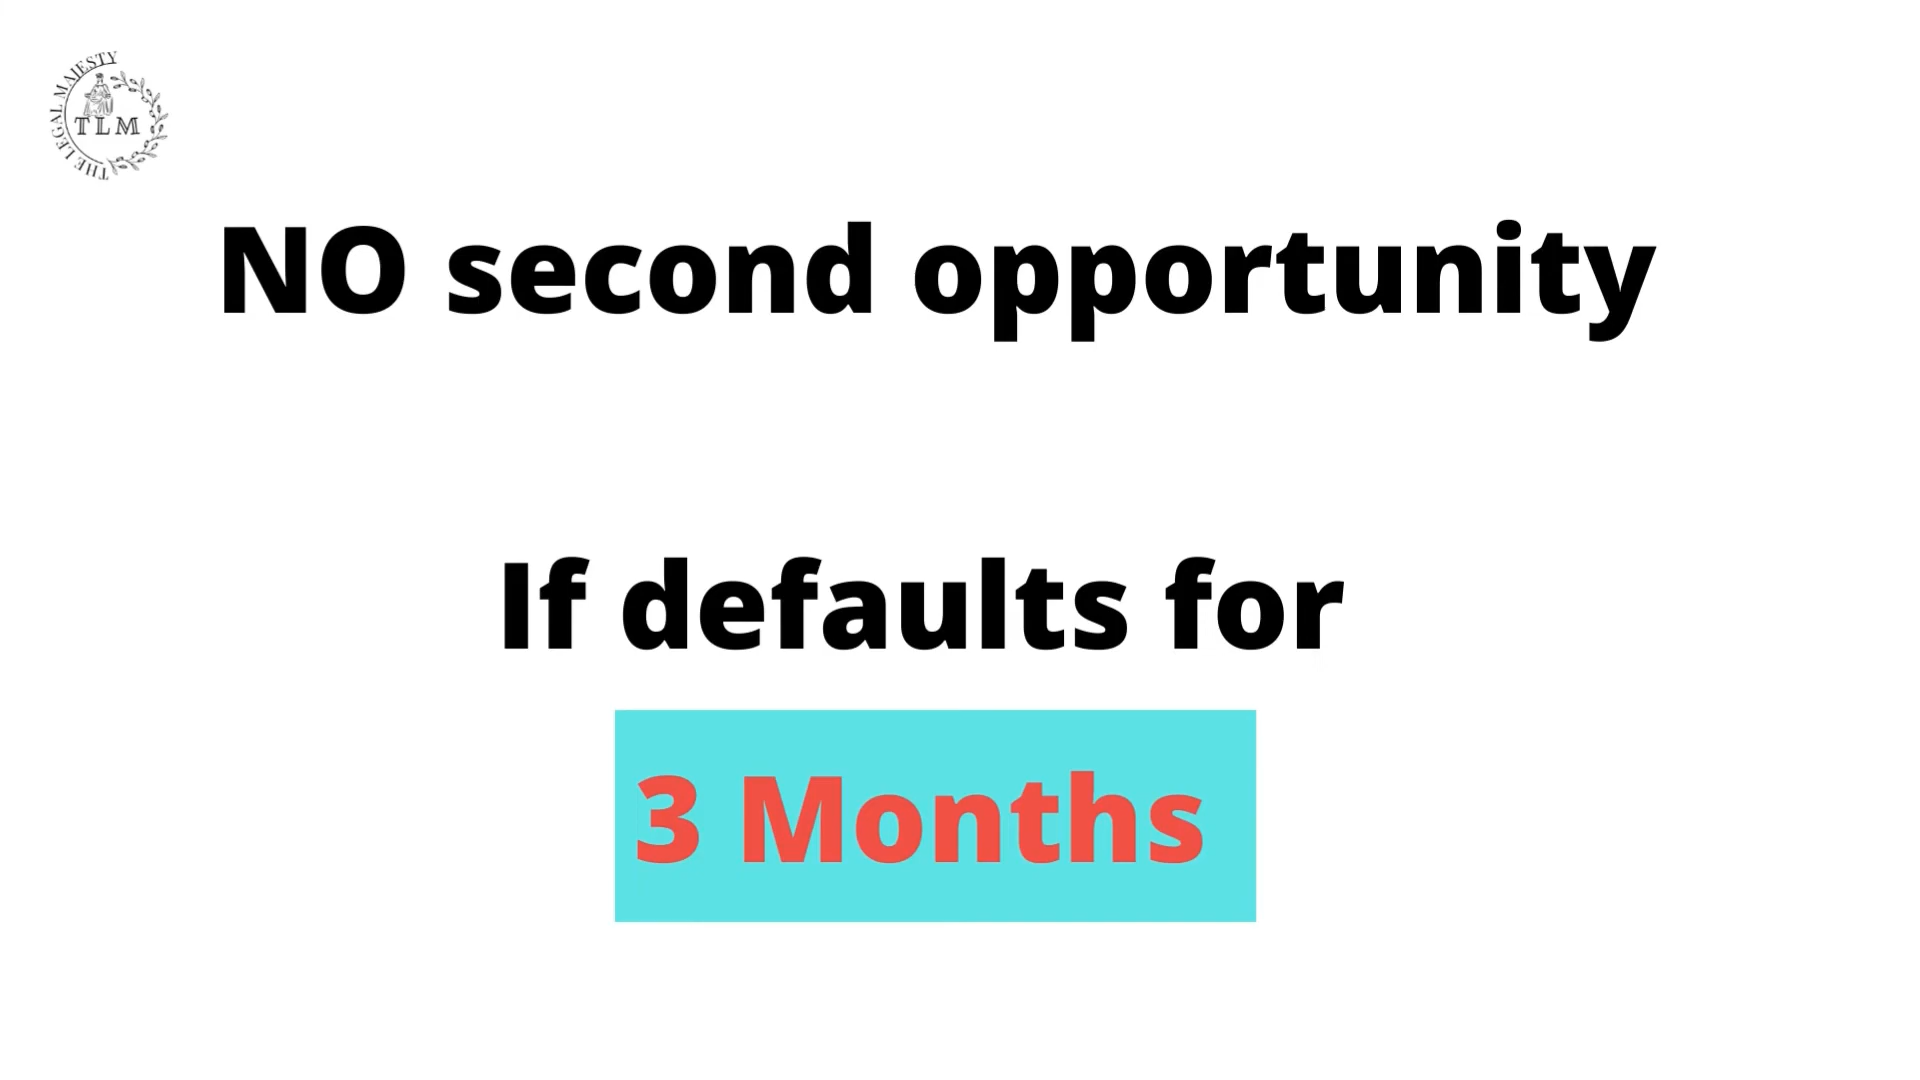 THE LEGAL MAJESTY
TLM
NO second opportunity
If defaults for
3 Months